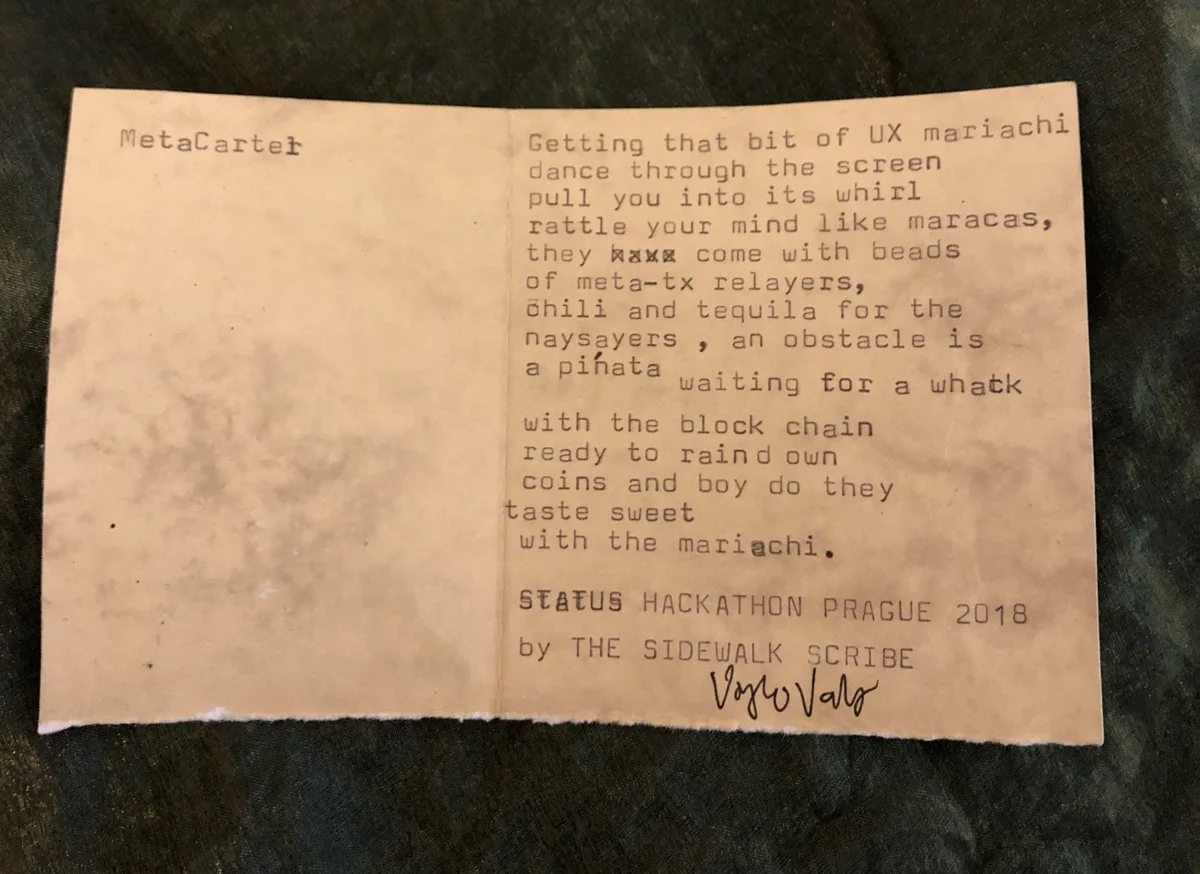 MetaCartel
Getting that bit of UX mariachi
dance through the screen
pull you into its whirl
rattle your mind like maracas,
they come with beads
of meta-tx relayers,
chili and tequila for the
naysayers , an obstacle is
a piñata
waiting for a whack
with the block chain
ready to raind own
coins and boy do they
taste sweet
with the mariachi.
STATUS HACKATHON PRAGUE 2018
by THE SIDEWALK SCRIBE